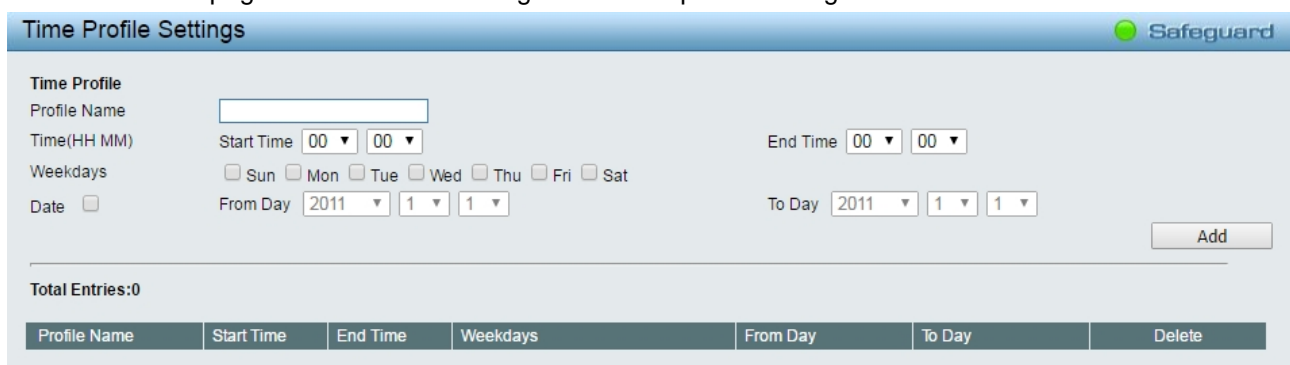 Time Profile Settings Safeguard
Time Profile
Profile Name
Time(HH MM) Start Time 00 00 End Time 00 00
Weekdays Sun Mon Tue Wed Thu Fri Sat
Date From Day 2011 1 1 To Day 2011 1 1
Add
Total Entries:0
Profile Name Start Time End Time Weekdays From Day To Day Delete